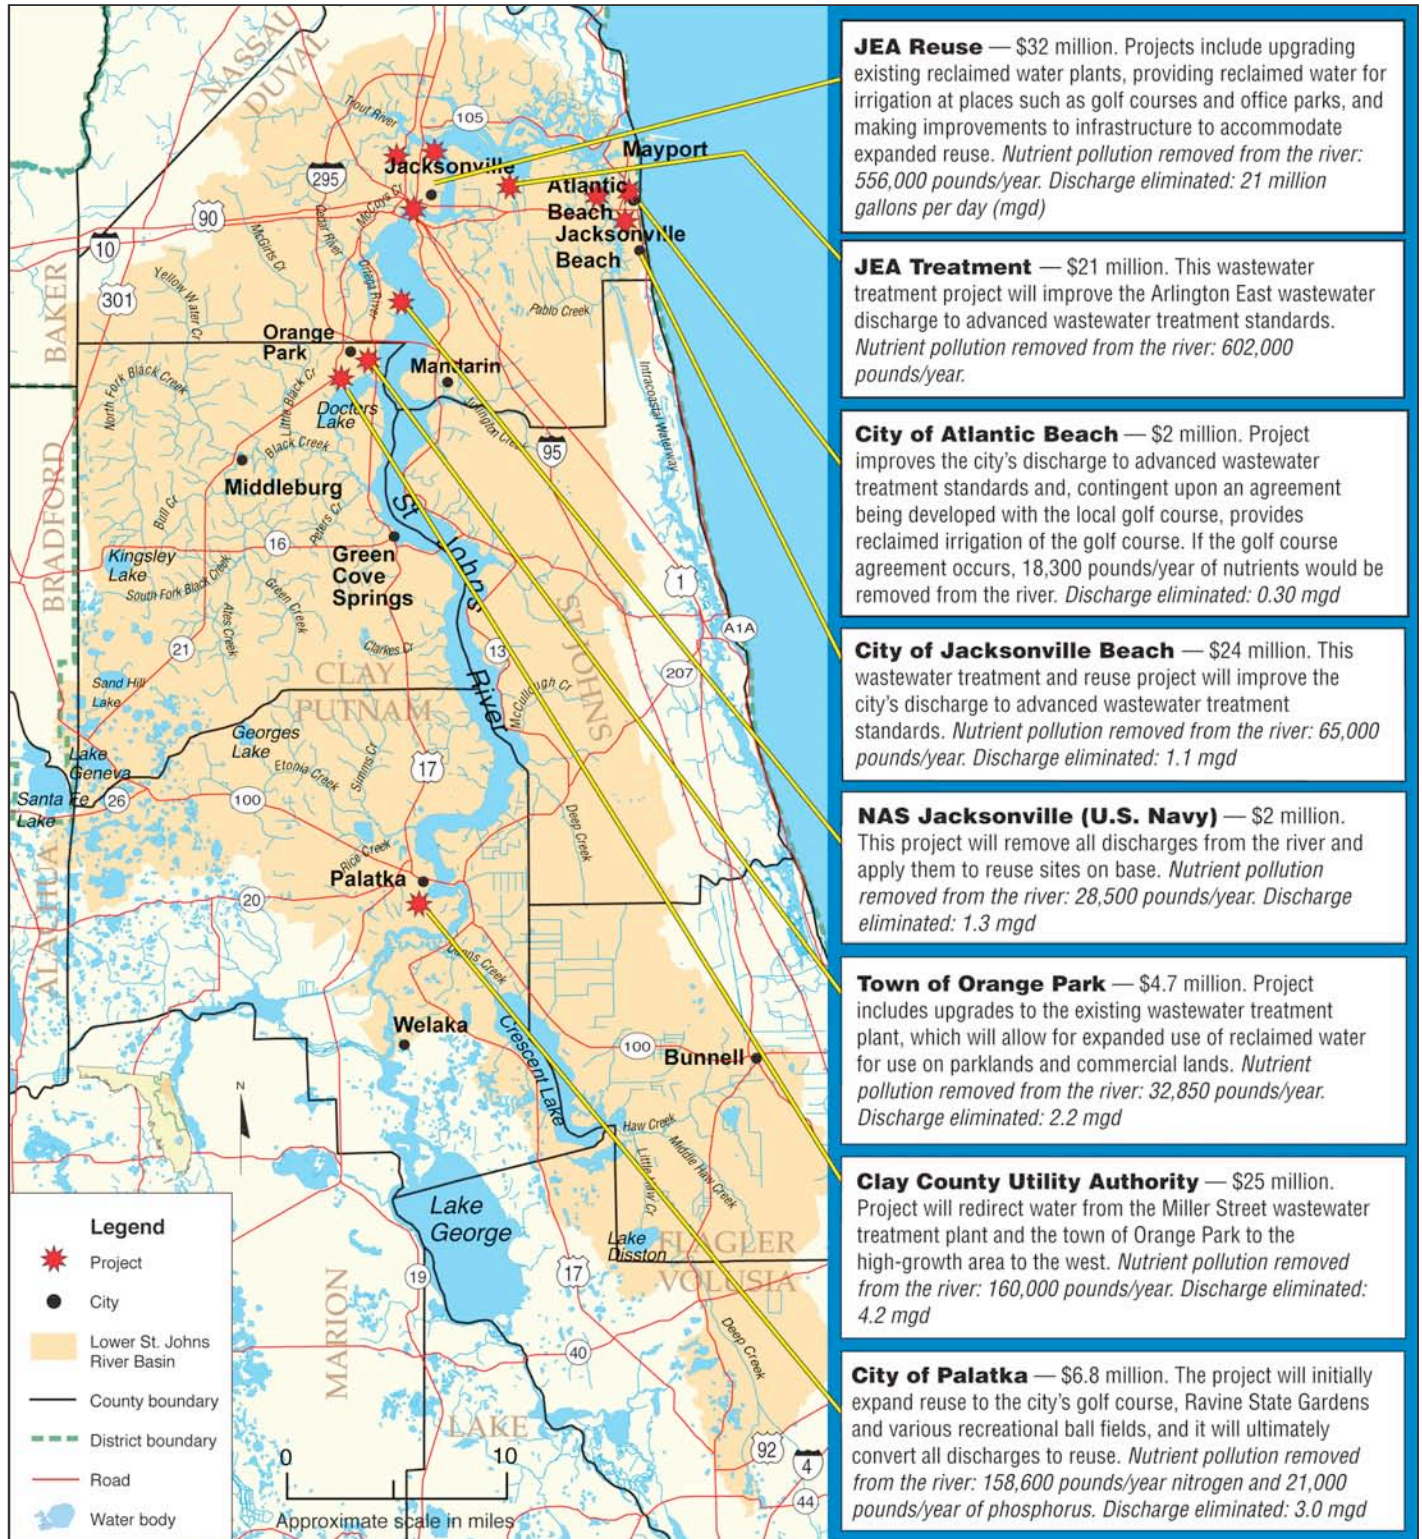 NASSAU
DUVAL
Trout River
105
Jacksonville
Mayport
295
Atlantic
Beach
Jacksonville
Beach
90
10
McCoys Cr
Cedar River
McGirts Cr
Ortega River
Yellow Water Cr
301
BAKER
Pablo Creek
Orange
Park
Mandarin
North Fork Black Creek
Little Black Cr
Doctors
Lake
Julington Creek
Intracoastal Waterway
95
Black Creek
Middleburg
BRADFORD
Bull Cr
Peters Cr
St Johns River
16
Kingsley
Lake
Green
Cove
Springs
South Fork Black Creek
Ates Creek
Green Creek
1
A1A
ST JOHNS
21
Clarkes Cr
13
207
CLAY
PUTNAM
Sand Hill
Lake
McCullough Cr
Georges
Lake
Lake
Geneva
Etonia Creek
Simms Cr
17
Santa Fe
Lake
26
100
Deep Creek
Rice Creek
Palatka
ALACHUA
20
Dunns Creek
Welaka
Crescent Lake
100
Bunnell
N
Haw Creek
Middle Haw Creek
Little Haw Cr
Lake
George
Lake
Disston
FLAGLER
VOLUSIA
19
17
MARION
40
Deep Creek
LAKE
92
4
44
Legend
Project
City
Lower St. Johns
River Basin
County boundary
District boundary
Road
Water body
0 10
Approximate scale in miles
JEA Reuse — $32 million. Projects include upgrading
existing reclaimed water plants, providing reclaimed water for
irrigation at places such as golf courses and office parks, and
making improvements to infrastructure to accommodate
expanded reuse. Nutrient pollution removed from the river:
556,000 pounds/year. Discharge eliminated: 21 million
gallons per day (mgd)
JEA Treatment — $21 million. This wastewater
treatment project will improve the Arlington East wastewater
discharge to advanced wastewater treatment standards.
Nutrient pollution removed from the river: 602,000
pounds/year.
City of Atlantic Beach — $2 million. Project
improves the city’s discharge to advanced wastewater
treatment standards and, contingent upon an agreement
being developed with the local golf course, provides
reclaimed irrigation of the golf course. If the golf course
agreement occurs, 18,300 pounds/year of nutrients would be
removed from the river. Discharge eliminated: 0.30 mgd
City of Jacksonville Beach — $24 million. This
wastewater treatment and reuse project will improve the
city’s discharge to advanced wastewater treatment
standards. Nutrient pollution removed from the river: 65,000
pounds/year. Discharge eliminated: 1.1 mgd
NAS Jacksonville (U.S. Navy) — $2 million.
This project will remove all discharges from the river and
apply them to reuse sites on base. Nutrient pollution
removed from the river: 28,500 pounds/year. Discharge
eliminated: 1.3 mgd
Town of Orange Park — $4.7 million. Project
includes upgrades to the existing wastewater treatment
plant, which will allow for expanded use of reclaimed water
for use on parklands and commercial lands. Nutrient
pollution removed from the river: 32,850 pounds/year.
Discharge eliminated: 2.2 mgd
Clay County Utility Authority — $25 million.
Project will redirect water from the Miller Street wastewater
treatment plant and the town of Orange Park to the
high-growth area to the west. Nutrient pollution removed
from the river: 160,000 pounds/year. Discharge eliminated:
4.2 mgd
City of Palatka — $6.8 million. The project will initially
expand reuse to the city’s golf course, Ravine State Gardens
and various recreational ball fields, and it will ultimately
convert all discharges to reuse. Nutrient pollution removed
from the river: 158,600 pounds/year nitrogen and 21,000
pounds/year of phosphorus. Discharge eliminated: 3.0 mgd